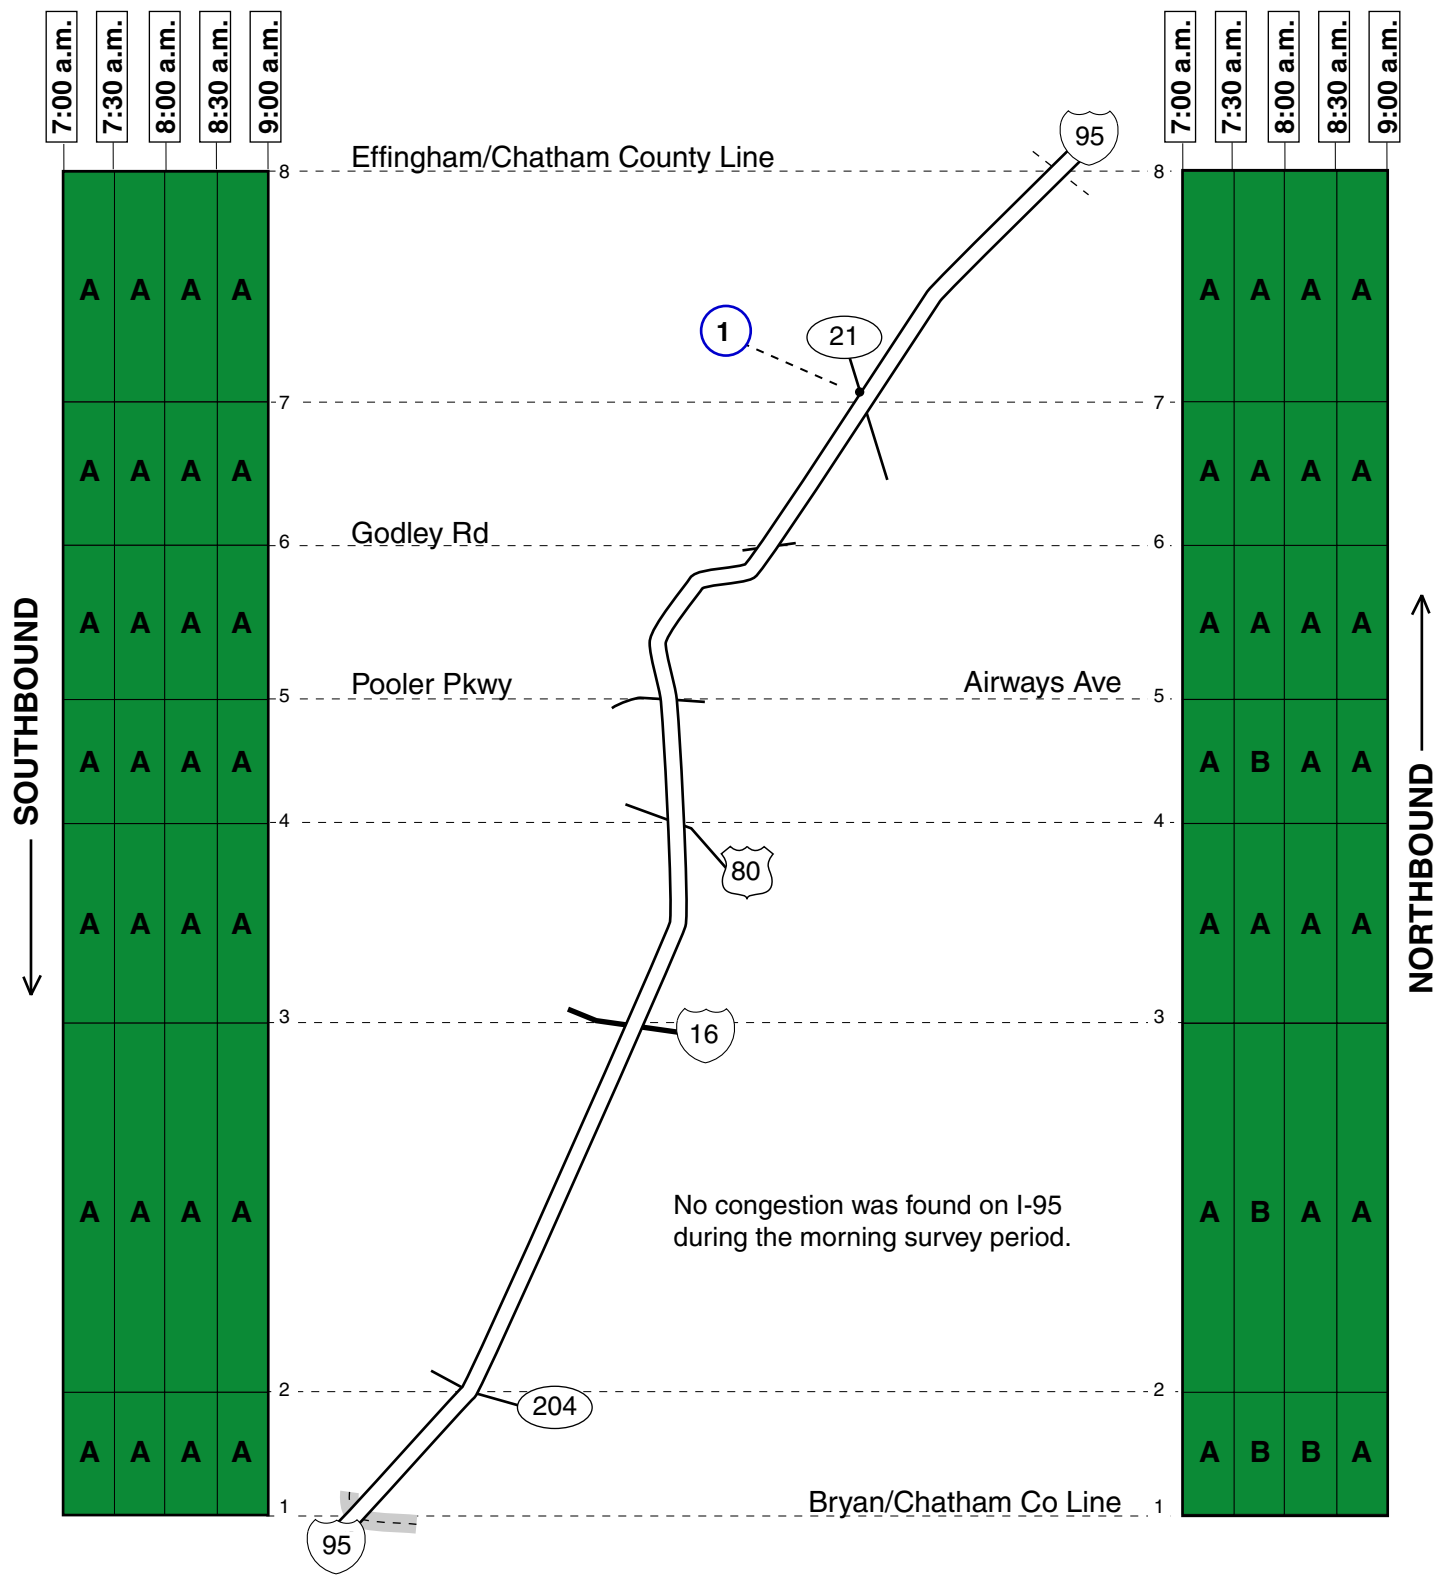 7:00 a.m.
7:30 a.m.
8:00 a.m.
8:30 a.m.
9:00 a.m.
7:00 a.m.
7:30 a.m.
8:00 a.m.
8:30 a.m.
9:00 a.m.
95
Effingham/Chatham County Line
8 8
A A A A A A A A
1
21
7 7
A A A A A A A A
Godley Rd
6 6
A A A A A A A A
SOUTHBOUND
NORTHBOUND
Pooler Pkwy Airways Ave
5 5
A A A A A B A A
4 4
80
A A A A A A A A
3 3
16
No congestion was found on I-95
during the morning survey period.
A A A A A B A A
2 2
204
A A A A A B B A
Bryan/Chatham Co Line
1 1
95